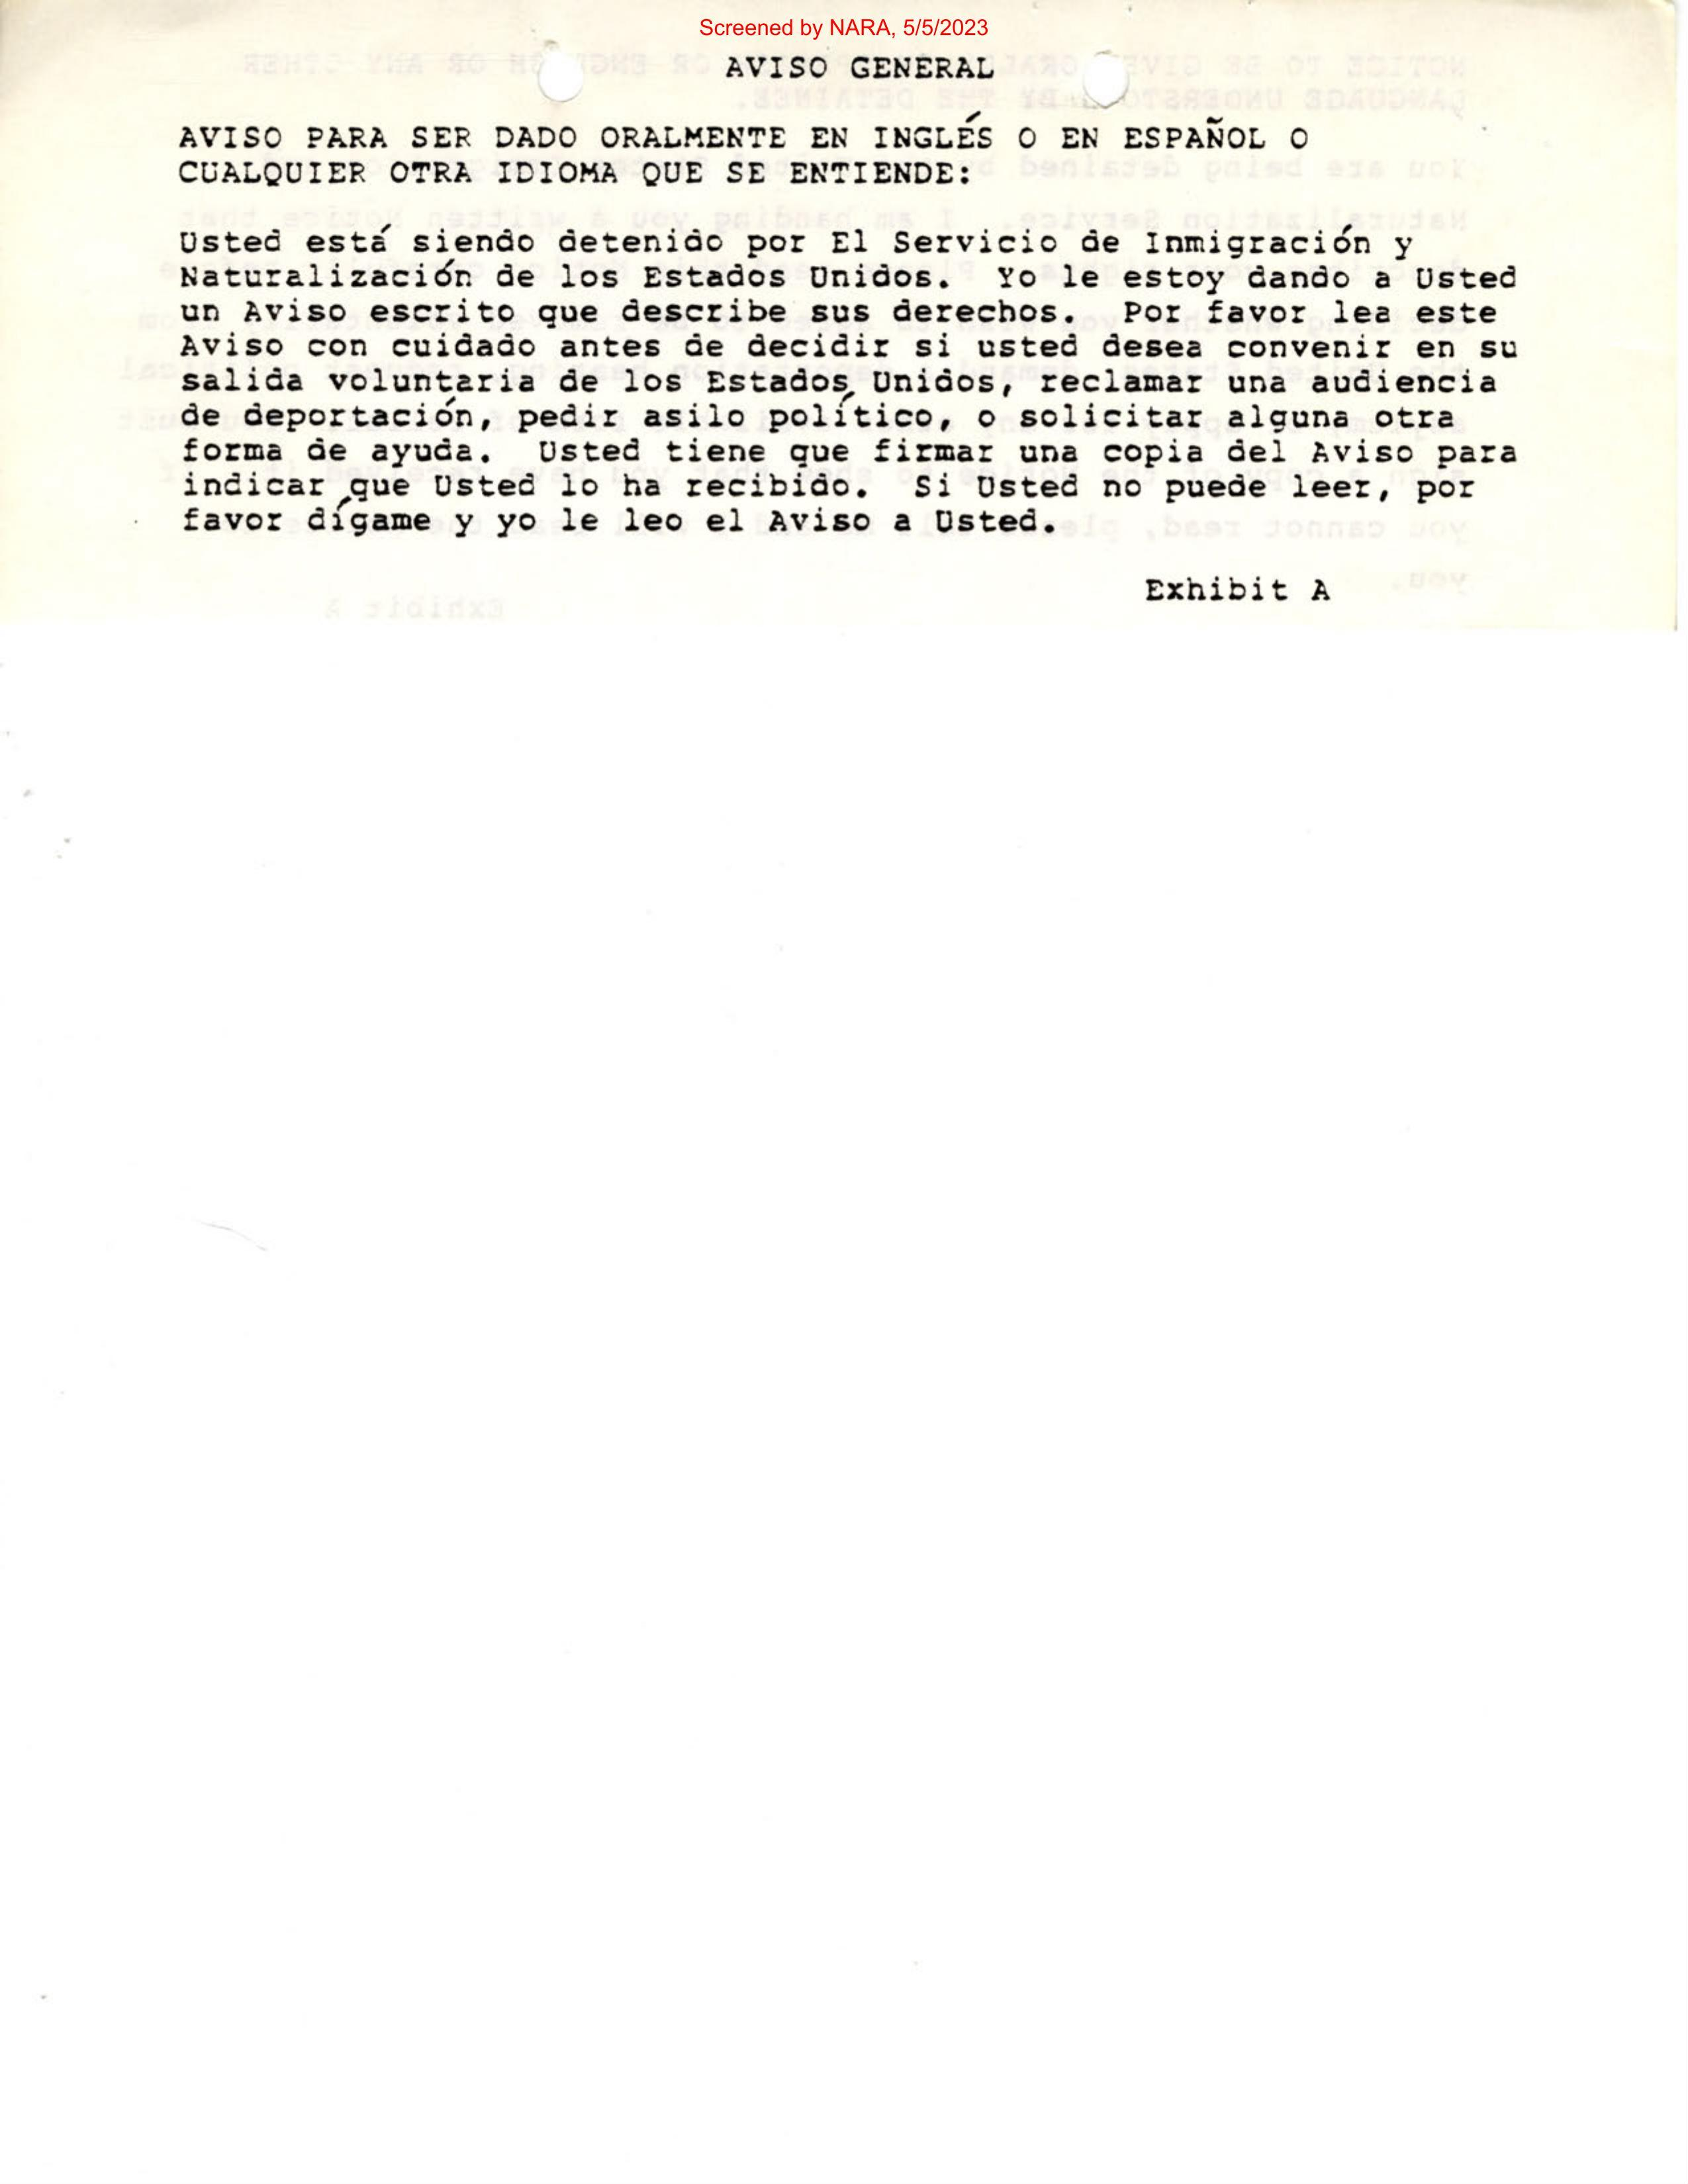 Screened by NARA, 5/5/2023
AVISO GENERAL
AVISO PARA SER DADO ORALMENTE EN INGLÉS O EN ESPAÑOL O
CUALQUIER OTRA IDIOMA QUE SE ENTIENDE:
Usted está siendo detenido por El Servicio de Inmigración y
Naturalización de los Estados Unidos. Yo le estoy dando a Usted
un Aviso escrito que describe sus derechos. Por favor lea este
Aviso con cuidado antes de decidir si usted desea convenir en su
salida voluntaria de los Estados Unidos, reclamar una audiencia
de deportación, pedir asilo político, o solicitar alguna otra
forma de ayuda. Usted tiene que firmar una copia del Aviso para
indicar que Usted lo ha recibido. Si Usted no puede leer, por
favor dígame y yo le leo el Aviso a Usted.
Exhibit A